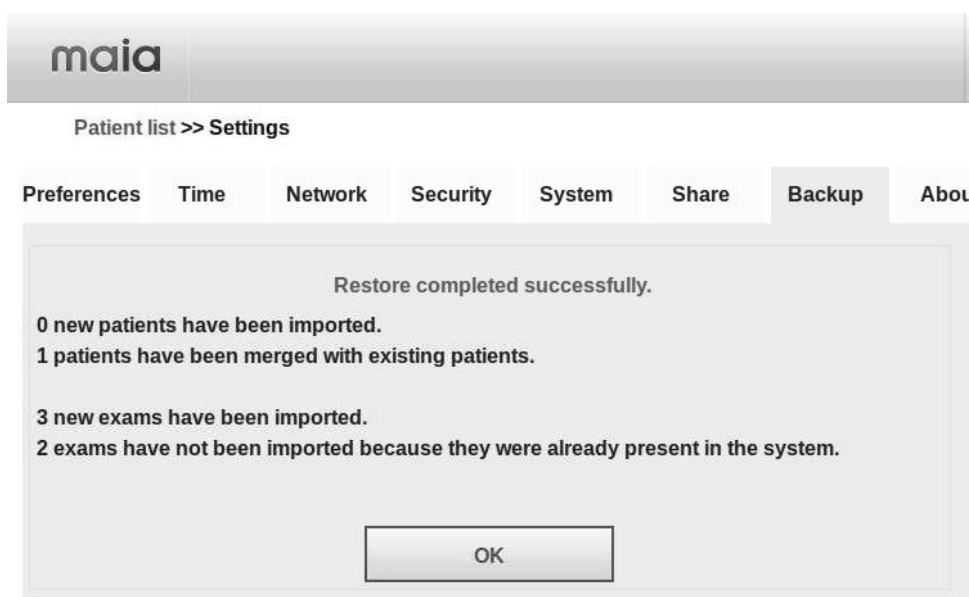 maia
Patient list >> Settings
Preferences Time Network Security System Share Backup
Restore completed successfully.
0 new patients have been imported.
1 patients have been merged with existing patients.
3 new exams have been imported.
2 exams have not been imported because they were already present in the system.
OK